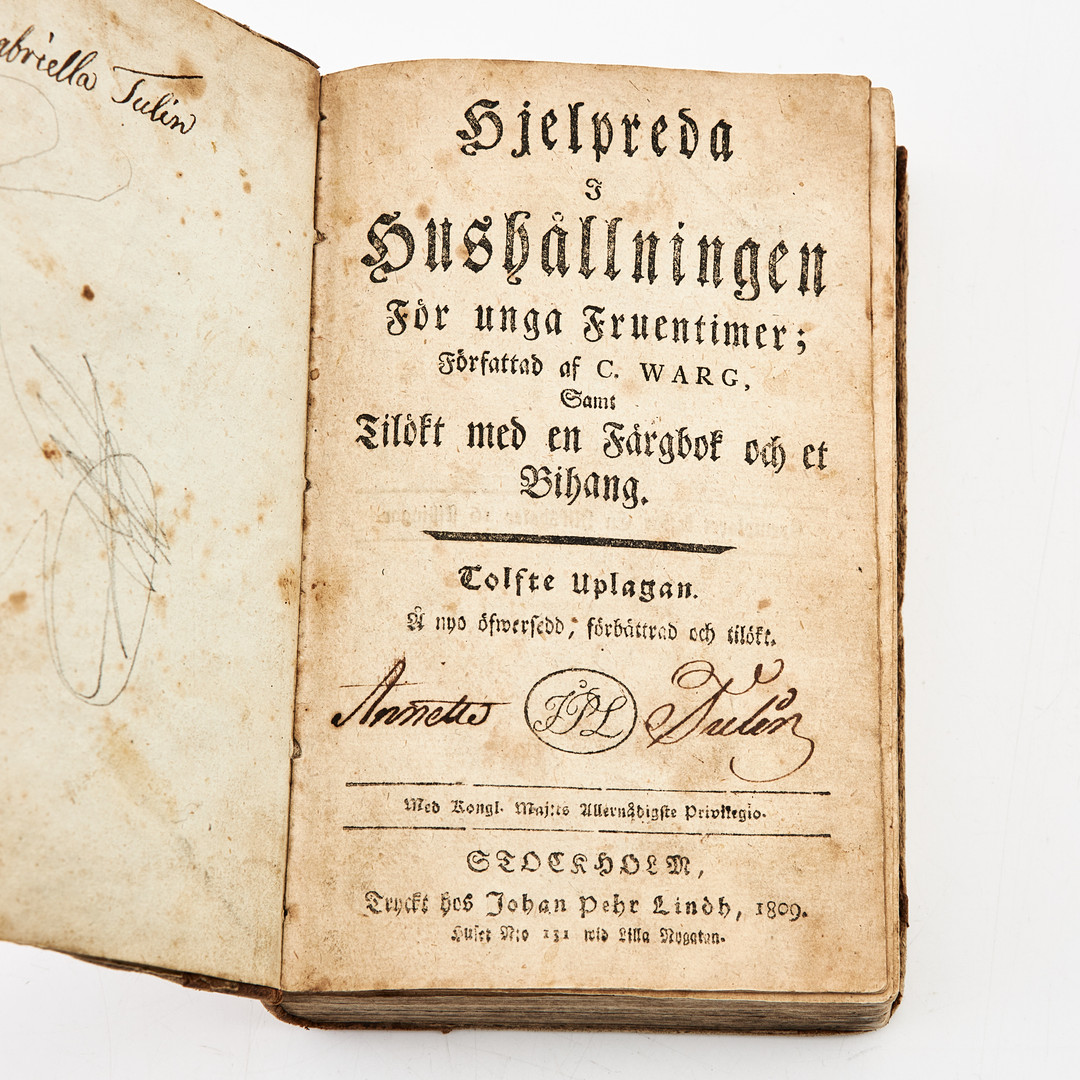 abriella Tulin
Hjelpreda
I
Hushållningen
För unga Fruentimer;
Författad af C. WARG,
Samt
Tilökt med en Färgbok och et
Bihang.
Tolfte Uplagan.
Å nyo öfwersedd, förbättrad och tilökt.
Annette JPL Tulin
Med Kongl. Maj:ts Allernådigste Privilegio.
STOCKHOLM,
Tryckt hos Johan Pehr Lindh, 1809.
Huset N:o 131 wid Lilla Nygatan.